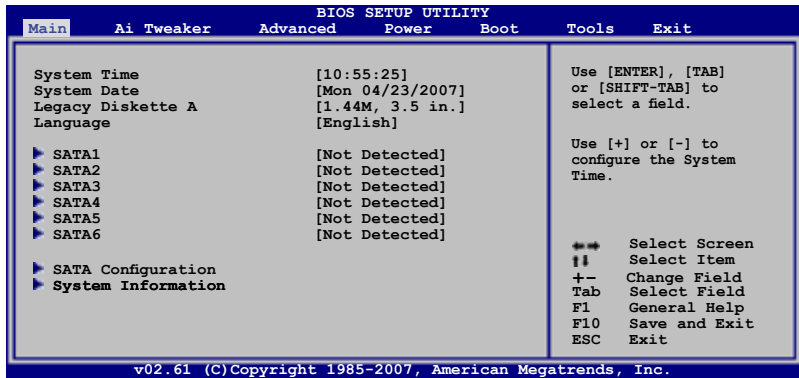 BIOS SETUP UTILITY
Main Ai Tweaker Advanced Power Boot Tools Exit
System Time [10:55:25]
System Date [Mon 04/23/2007]
Legacy Diskette A [1.44M, 3.5 in.]
Language [English]
SATA1 [Not Detected]
SATA2 [Not Detected]
SATA3 [Not Detected]
SATA4 [Not Detected]
SATA5 [Not Detected]
SATA6 [Not Detected]
SATA Configuration
System Information
Use [ENTER], [TAB]
or [SHIFT-TAB] to
select a field.
Use [+] or [-] to
configure the System
Time.
←→ Select Screen
↑↓ Select Item
+- Change Field
Tab Select Field
F1 General Help
F10 Save and Exit
ESC Exit
v02.61 (C)Copyright 1985-2007, American Megatrends, Inc.